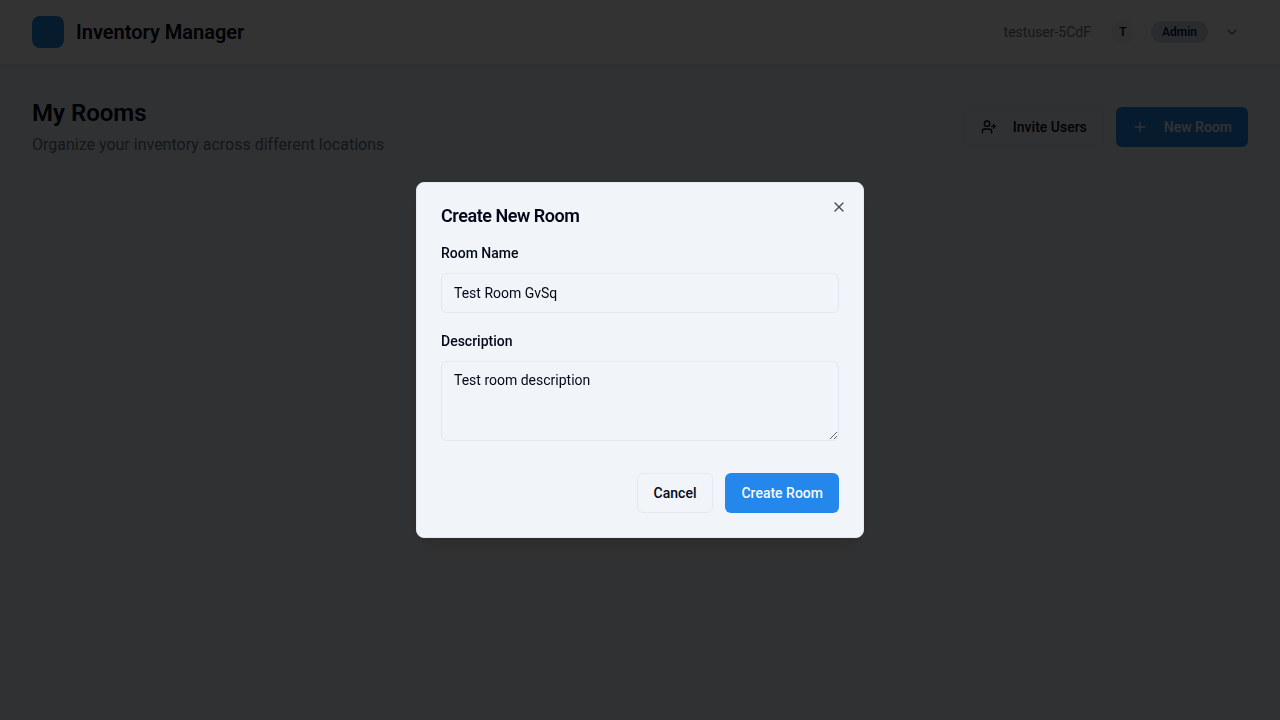 Inventory Manager
testuser-5CdF
T
Admin
My Rooms
Organize your inventory across different locations
Invite Users
New Room
Create New Room
Room Name
Test Room GvSq
Description
Test room description
Cancel
Create Room